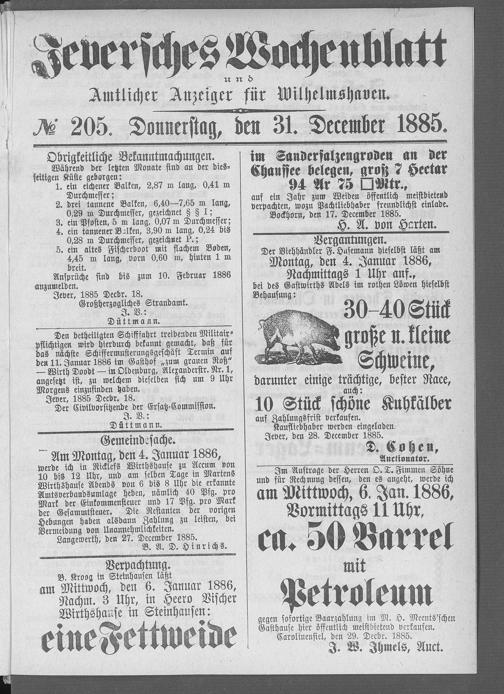 Jeversches Wochenblatt
und
Amtlicher Anzeiger für Wilhelmshaven.
№ 205. Donnerstag, den 31. December 1885.
Obrigkeitliche Bekanntmachungen.
Während der letzten Monate sind an der dies-
seitigen Küste geborgen:
1. ein eichener Balken, 2,87 m lang, 0,41 m
Durchmesser;
2. drei tannene Balken, 6,40—7,65 m lang,
0,29 m Durchmesser, gezeichnet § § I;
3. ein Pfosten, 5 m lang, 0,07 m Durchmesser;
4. ein tannener Balken, 3,90 m lang, 0,24 bis
0,28 m Durchmesser, gezeichnet P.;
5. ein altes Fischerboot mit flachem Boden,
4,45 m lang, vorn 0,60 m, hinten 1 m
breit.
Ansprüche sind bis zum 10. Februar 1886
anzumelden.
Jever, 1885 Decbr. 18.
Großherzogliches Strandamt.
J. V.:
Düttmann.
Den betheiligten Schiffahrt treibenden Militair-
pflichtigen wird hierdurch bekannt gemacht, daß für
das nächste Schiffermusterungsgeschäft Termin auf
den 11. Januar 1886 im Gasthof „zum grauen Roß“
— Wirth Doodt — in Oldenburg, Alexanderstr. Nr. 1,
angesetzt ist, zu welchem dieselben sich um 9 Uhr
Morgens einzufinden haben.
Jever, 1885 Decbr. 18.
Der Civilvorsitzende der Ersatz-Commission.
J. V.:
Düttmann.
Gemeindesache.
Am Montag, den 4. Januar 1886,
werde ich in Ricklefs Wirthshause zu Accum von
10 bis 12 Uhr, und am selben Tage in Martens
Wirthshause Abends von 6 bis 8 Uhr die erkannte
Amtsverbandsumlage heben, nämlich 40 Pfg. pro
Mark der Einkommensteuer und 17 Pfg. pro Mark
der Gesamtsteuer. Die Restanten der vorigen
Hebungen haben alsdann Zahlung zu leisten, bei
Vermeidung von Unannehmlichkeiten.
Langewerth, den 27. December 1885.
B. A. D. Hinrichs.
Verpachtung.
B. Kroog in Steinhausen läßt
am Mittwoch, den 6. Januar 1886,
Nachm. 3 Uhr, in Heero Vischer
Wirthshause in Steinhausen:
eine Fettweide
im Sandersalzengroden an der
Chaussee belegen, groß 7 Hectar
94 Ar 75 □Mtr.,
auf ein Jahr zum Weiden öffentlich meistbietend
verpachten, wozu Pachtliebhaber freundlichst einladet.
Bockhorn, den 17. December 1885.
H. A. von Harten.
Vergantungen.
Der Viehhändler F. Hasemann hieselbst läßt am
Montag, den 4. Januar 1886,
Nachmittags 1 Uhr anf.,
bei des Gastwirths Adels im rothen Löwen hieselbst
Behausung:
30—40 Stück
große u. kleine
Schweine,
darunter einige trächtige, bester Race,
auch:
10 Stück schöne Kuhkälber
auf Zahlungsfrist verkaufen.
Kaufliebhaber werden eingeladen.
Jever, den 28. December 1885.
D. Cohen,
Auctionator.
Im Auftrage der Herren O. T. Fimmen Söhne
und für Rechnung dessen, den es angeht, werde ich
am Mittwoch, 6. Jan. 1886,
Vormittags 11 Uhr,
ca. 50 Barrel
mit
Petroleum
gegen sofortige Baarzahlung im M. H. Meents'schen
Gasthause hier öffentlich meistbietend verkaufen.
Carolinensiel, den 29. Decbr. 1885.
J. W. Ihmels, Auct.